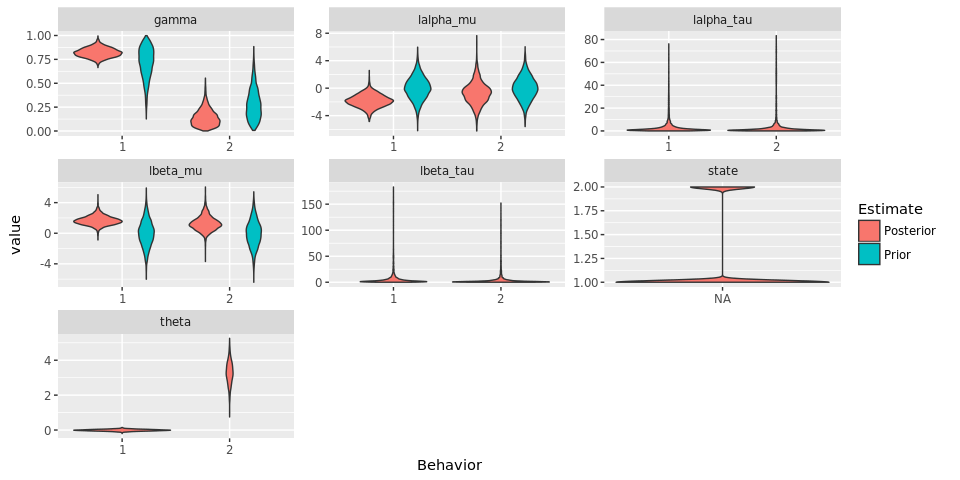 gamma
lalpha_mu
lalpha_tau
1.00
0.75
0.50
0.25
0.00
8
4
0
-4
80
60
40
20
0
1 2
1 2
1 2
lbeta_mu
lbeta_tau
state
4
0
-4
150
100
50
0
2.00
1.75
1.50
1.25
1.00
1 2
1 2
NA
theta
4
2
0
1 2
value
Behavior
Estimate
Posterior
Prior